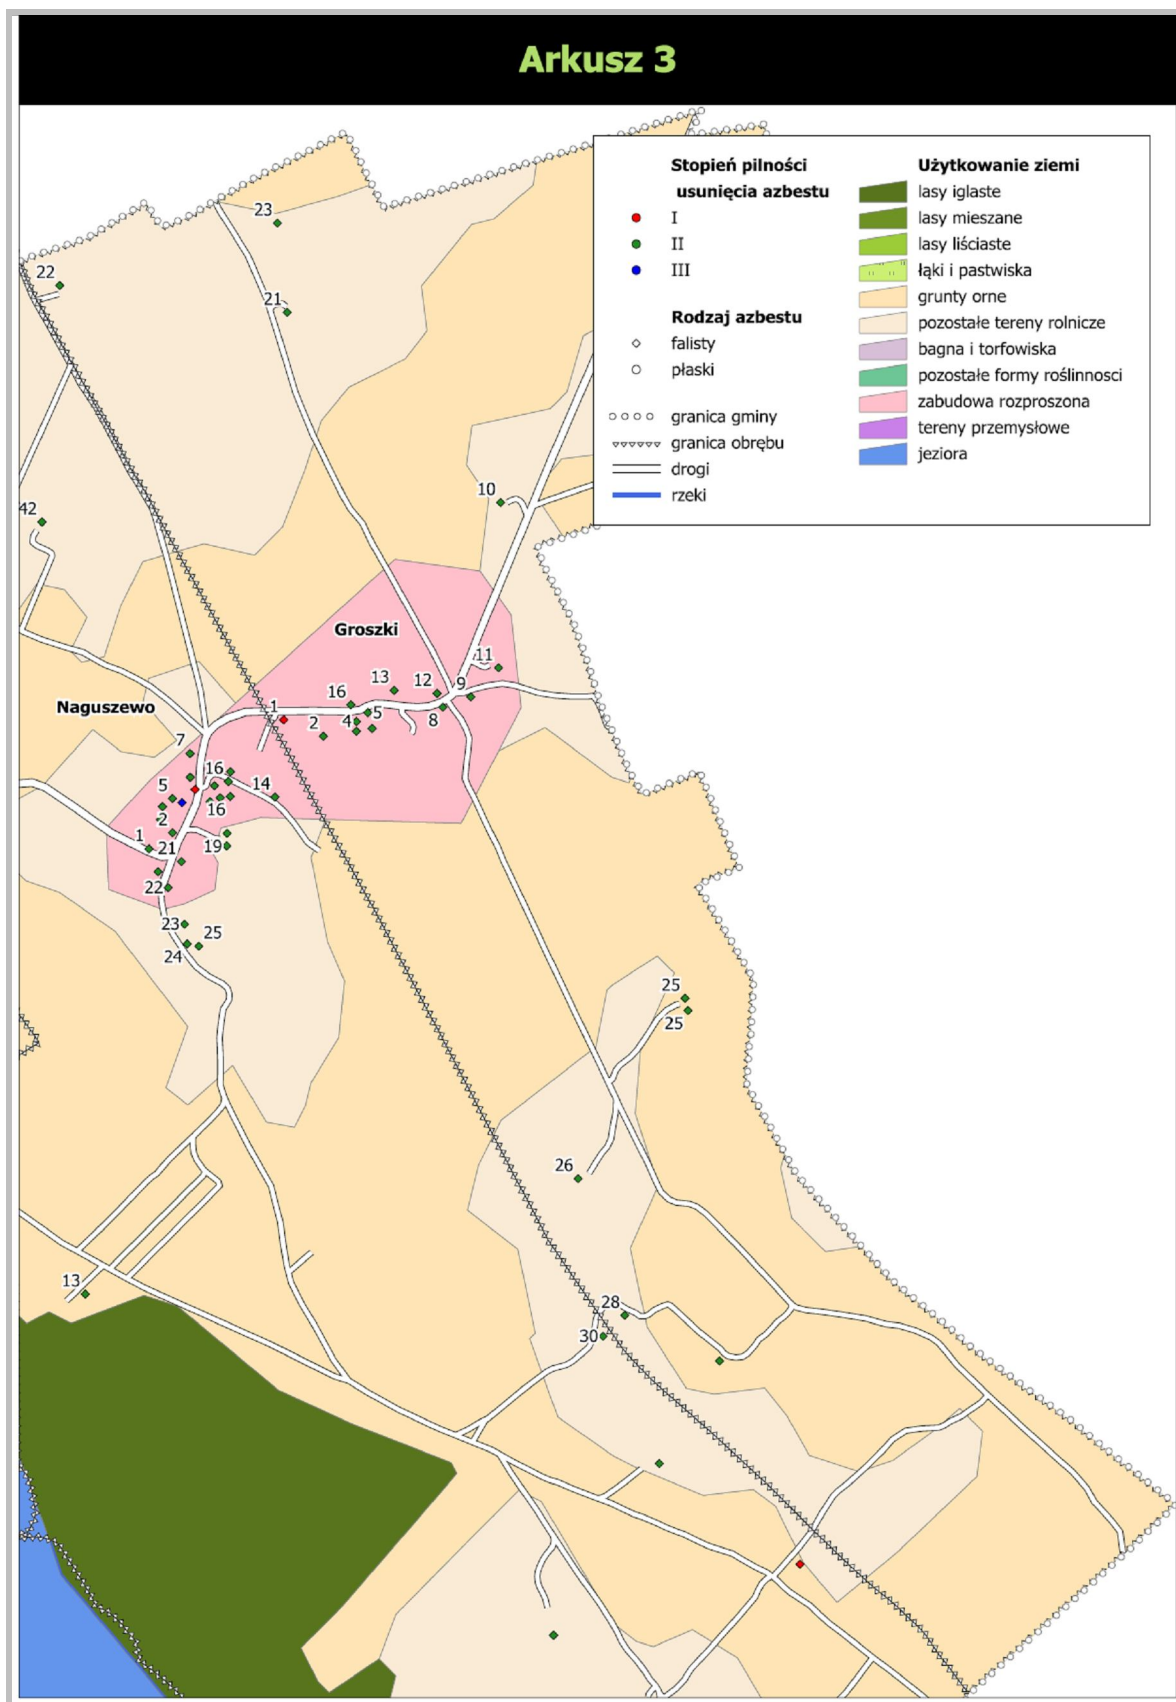 Arkusz 3
Stopień pilności
usunięcia azbestu
I
II
III
Rodzaj azbestu
falisty
płaski
granica gminy
granica obrębu
drogi
rzeki
Użytkowanie ziemi
lasy iglaste
lasy mieszane
lasy liściaste
łąki i pastwiska
grunty orne
pozostałe tereny rolnicze
bagna i torfowiska
pozostałe formy roślinnosci
zabudowa rozproszona
tereny przemysłowe
jeziora
23
22
21
10
42
Groszki
11
13
12
9
16
1
5
2
4
8
Naguszewo
7
16
14
5
16
2
1
21
19
22
23
25
24
25
25
26
13
28
30